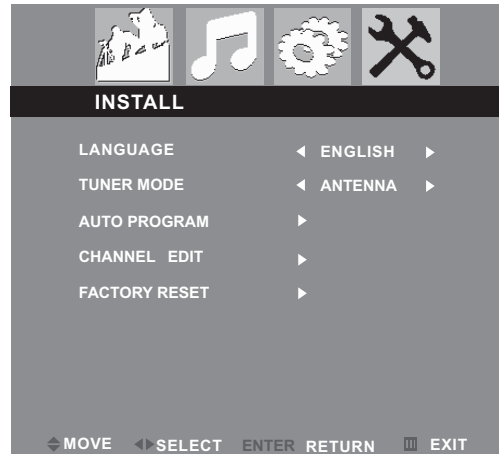 INSTALL
LANGUAGE ENGLISH
TUNER MODE ANTENNA
AUTO PROGRAM
CHANNEL EDIT
FACTORY RESET
MOVE SELECT ENTER RETURN EXIT